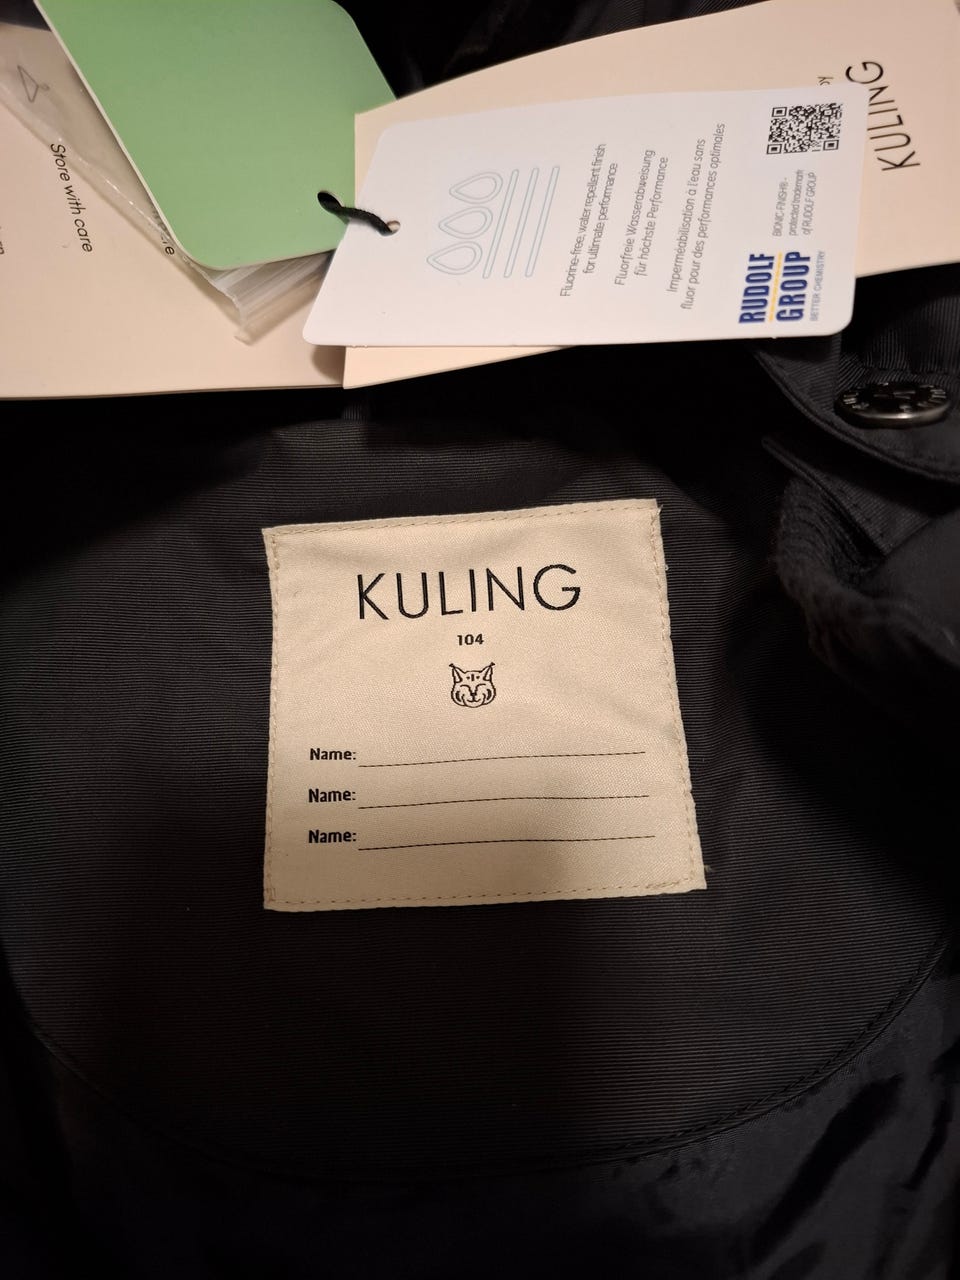 Store with care
KULING
Fluorine-free, water repellent finish
for ultimate performance
Fluorfreie Wasserabweisung
für höchste Performance
Imperméabilisation à l'eau sans
fluor pour des performances optimales
BIONIC-FINISH® -
protected trademark
of RUDOLF GROUP
RUDOLF
GROUP
BETTER CHEMISTRY
KULING
104
Name:
Name:
Name: